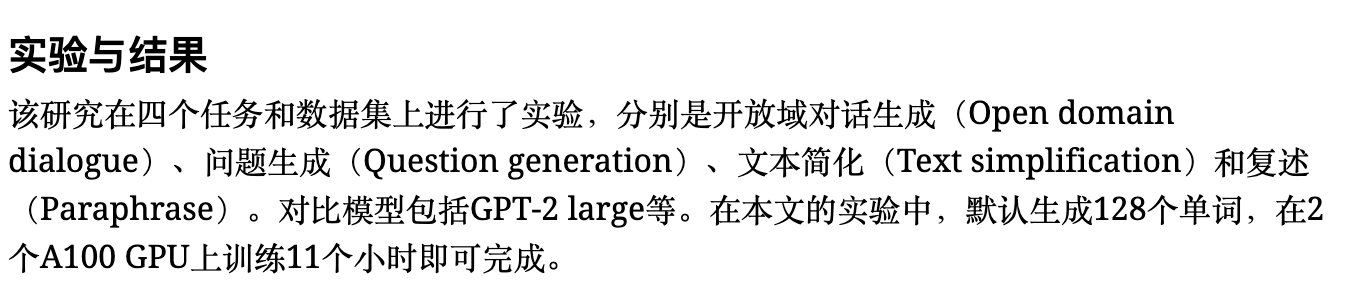 实验与结果
该研究在四个任务和数据集上进行了实验，分别是开放域对话生成（Open domain
dialogue）、问题生成（Question generation）、文本简化（Text simplification）和复述
（Paraphrase）。对比模型包括GPT-2 large等。在本文的实验中，默认生成128个单词，在2
个A100 GPU上训练11个小时即可完成。